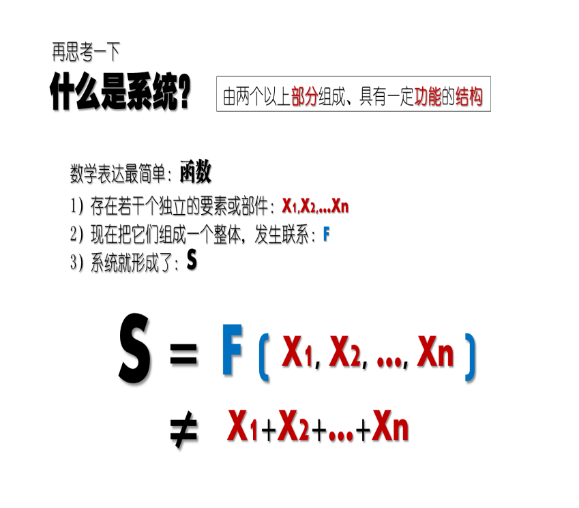 再思考一下
什么是系统?
由两个以上部分组成、具有一定功能的结构
数学表达最简单：函数
1）存在若干个独立的要素或部件：X1,X2,...Xn
2）现在把它们组成一个整体，发生联系：F
3）系统就形成了：S
S = F ( X1, X2, ..., Xn )
≠ X1+X2+...+Xn